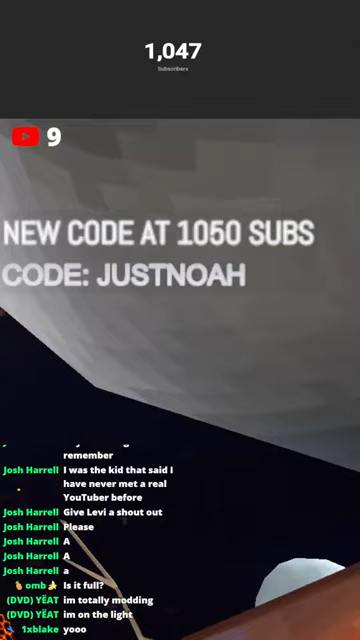 1,047
Subscribers
9
NEW CODE AT 1050 SUBS
CODE: JUSTNOAH
remember
Josh Harrell I was the kid that said I
have never met a real
YouTuber before
Josh Harrell Give Levi a shout out
Josh Harrell Please
Josh Harrell A
Josh Harrell A
Josh Harrell a
omb Is it full?
(DVD) YËAT im totally modding
(DVD) YËAT im on the light
1xblake yooo